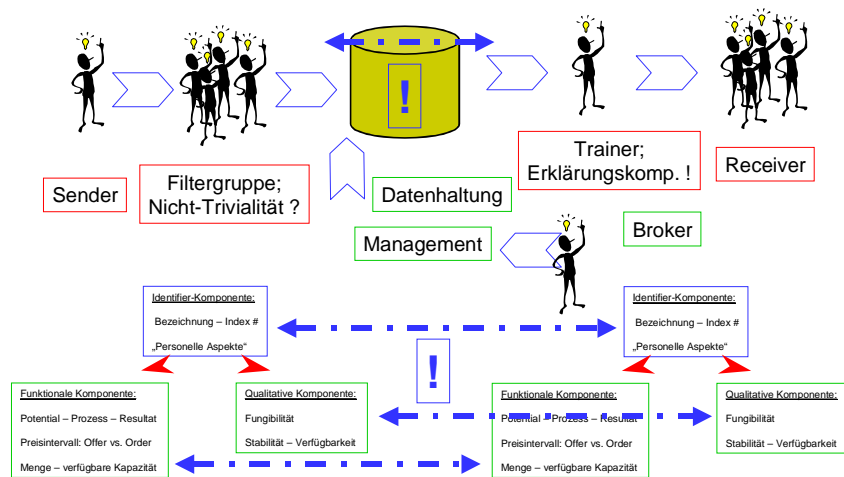 !
Sender
Filtergruppe;
Nicht-Trivialität ?
Datenhaltung
Trainer;
Erklärungskomp. !
Receiver
Management
Broker
Identifier-Komponente:
Bezeichnung – Index #
„Personelle Aspekte“
Identifier-Komponente:
Bezeichnung – Index #
„Personelle Aspekte“
!
Funktionale Komponente:
Potential – Prozess – Resultat
Preisintervall: Offer vs. Order
Menge – verfügbare Kapazität
Qualitative Komponente:
Fungibilität
Stabilität – Verfügbarkeit
Funktionale Komponente:
Potential – Prozess – Resultat
Preisintervall: Offer vs. Order
Menge – verfügbare Kapazität
Qualitative Komponente:
Fungibilität
Stabilität – Verfügbarkeit